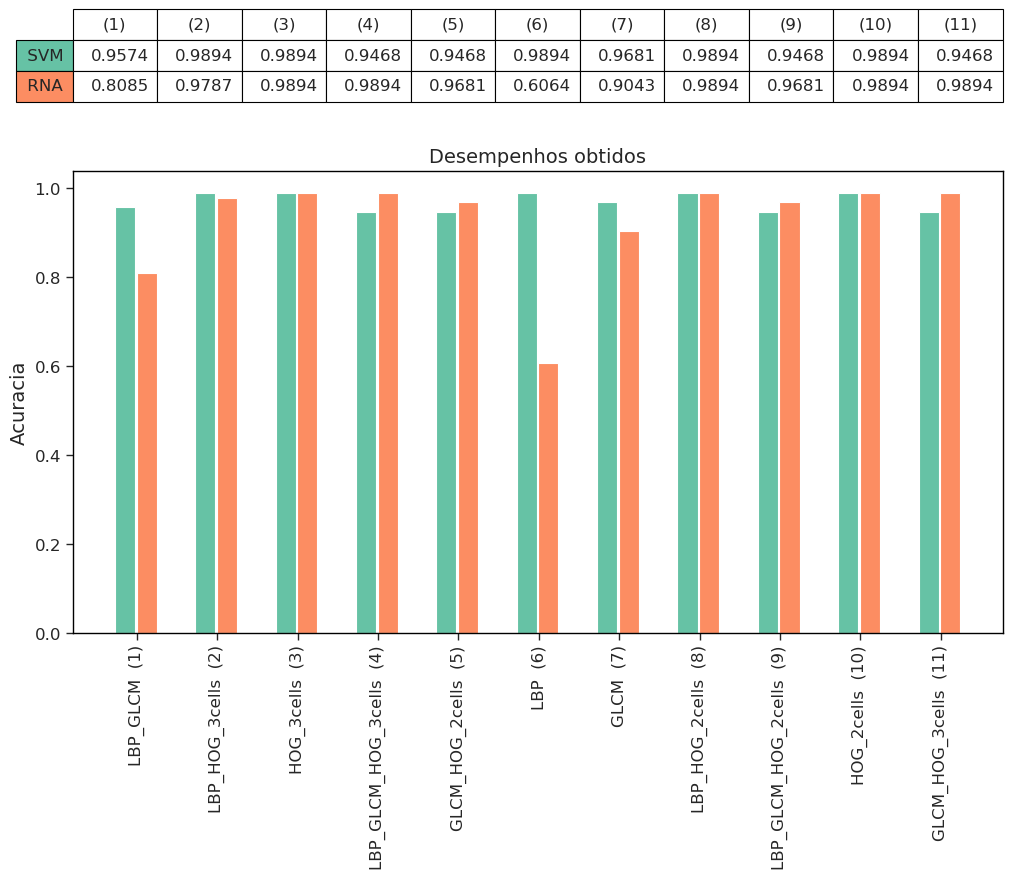 (1) (2) (3) (4) (5) (6) (7) (8) (9) (10) (11)
SVM 0.9574 0.9894 0.9894 0.9468 0.9468 0.9894 0.9681 0.9894 0.9468 0.9894 0.9468
RNA 0.8085 0.9787 0.9894 0.9894 0.9681 0.6064 0.9043 0.9894 0.9681 0.9894 0.9894
Desempenhos obtidos
Acuracia
1.0
0.8
0.6
0.4
0.2
0.0
LBP_GLCM (1)
LBP_HOG_3cells (2)
HOG_3cells (3)
LBP_GLCM_HOG_3cells (4)
GLCM_HOG_2cells (5)
LBP (6)
GLCM (7)
LBP_HOG_2cells (8)
LBP_GLCM_HOG_2cells (9)
HOG_2cells (10)
GLCM_HOG_3cells (11)